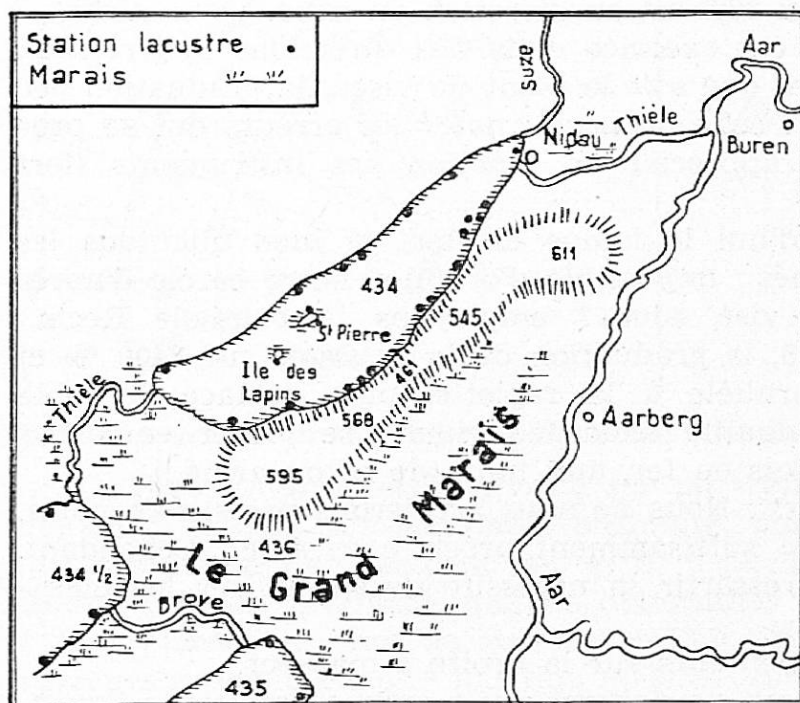 Station lacustre
Marais
Suze
Aar
Nidau
Thièle
Buren
434
611
545
St Pierre
Ile des
Lapins
461
568
Thièle
Aarberg
595
436
Le Grand Marais
434 1/2
Broye
Aar
435